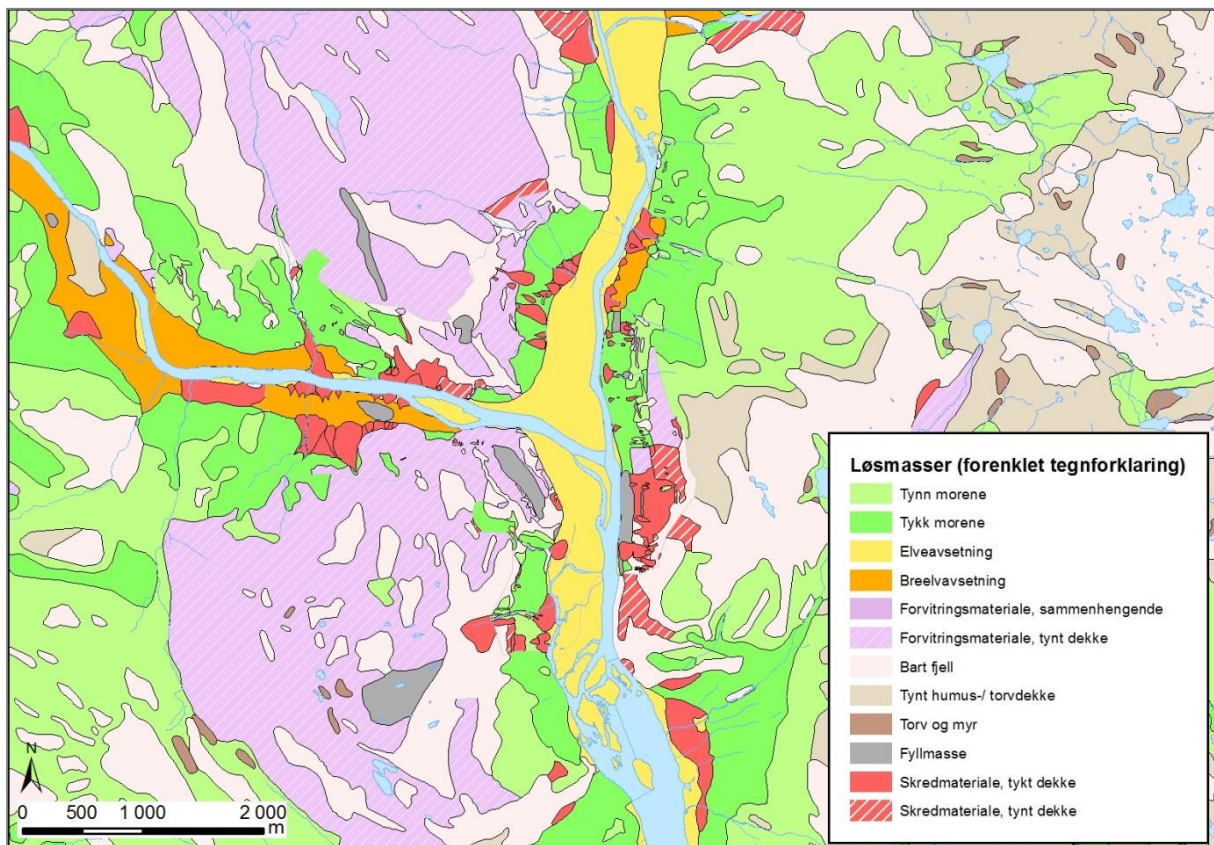 Løsmasser (forenklet tegnforklaring)
Tynn morene
Tykk morene
Elveavsetning
Breelvavsetning
Forvitringsmateriale, sammenhengende
Forvitringsmateriale, tynt dekke
Bart fjell
Tynt humus-/ torvdekke
Torv og myr
Fyllmasse
Skredmateriale, tykt dekke
Skredmateriale, tynt dekke
N
0 500 1 000 2 000
m